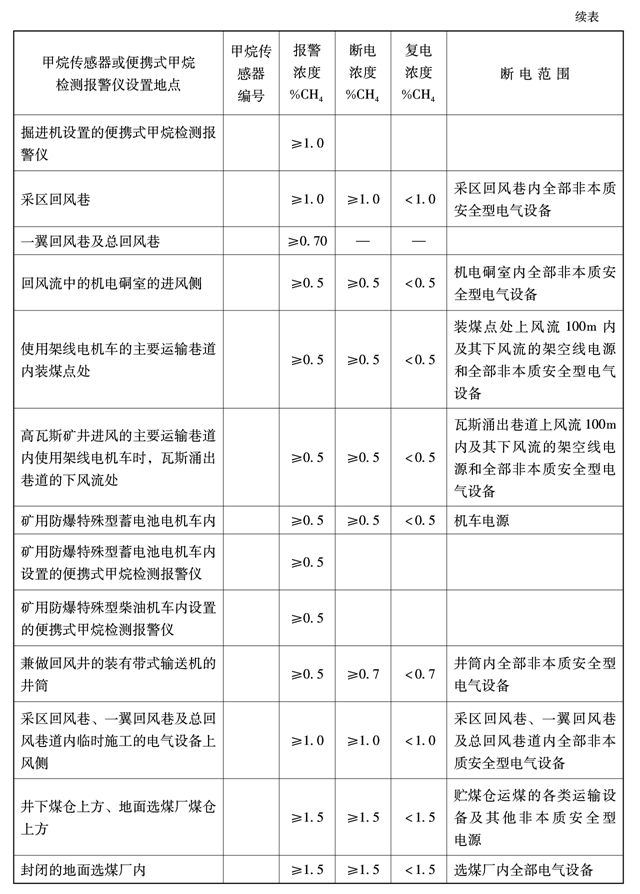 续表
甲烷传感器或便携式甲烷
检测报警仪设置地点
甲烷传
感器
编号
报警
浓度
%CH₄
断电
浓度
%CH₄
复电
浓度
%CH₄
断电范围
掘进机设置的便携式甲烷检测报
警仪
≥1.0
采区回风巷
≥1.0
≥1.0
<1.0
采区回风巷内全部非本质
安全型电气设备
一翼回风巷及总回风巷
≥0.70
—
—
回风流中的机电硐室的进风侧
≥0.5
≥0.5
<0.5
机电硐室内全部非本质安
全型电气设备
使用架线电机车的主要运输巷道
内装煤点处
≥0.5
≥0.5
<0.5
装煤点处上风流 100m 内
及其下风流的架空线电源
和全部非本质安全型电气
设备
高瓦斯矿井进风的主要运输巷道
内使用架线电机车时，瓦斯涌出
巷道的下风流处
≥0.5
≥0.5
<0.5
瓦斯涌出巷道上风流 100m
内及其下风流的架空线电
源和全部非本质安全型电
气设备
矿用防爆特殊型蓄电池电机车内
≥0.5
≥0.5
<0.5
机车电源
矿用防爆特殊型蓄电池电机车内
设置的便携式甲烷检测报警仪
≥0.5
矿用防爆特殊型柴油机车内设置
的便携式甲烷检测报警仪
≥0.5
兼做回风井的装有带式输送机的
井筒
≥0.5
≥0.7
<0.7
井筒内全部非本质安全型
电气设备
采区回风巷、一翼回风巷及总回
风巷道内临时施工的电气设备上
风侧
≥1.0
≥1.0
<1.0
采区回风巷、一翼回风巷
及总回风巷道内全部非本
质安全型电气设备
井下煤仓上方、地面选煤厂煤仓
上方
≥1.5
≥1.5
<1.5
贮煤仓运煤的各类运输设
备及其他非本质安全型
电源
封闭的地面选煤厂内
≥1.5
≥1.5
<1.5
选煤厂内全部电气设备